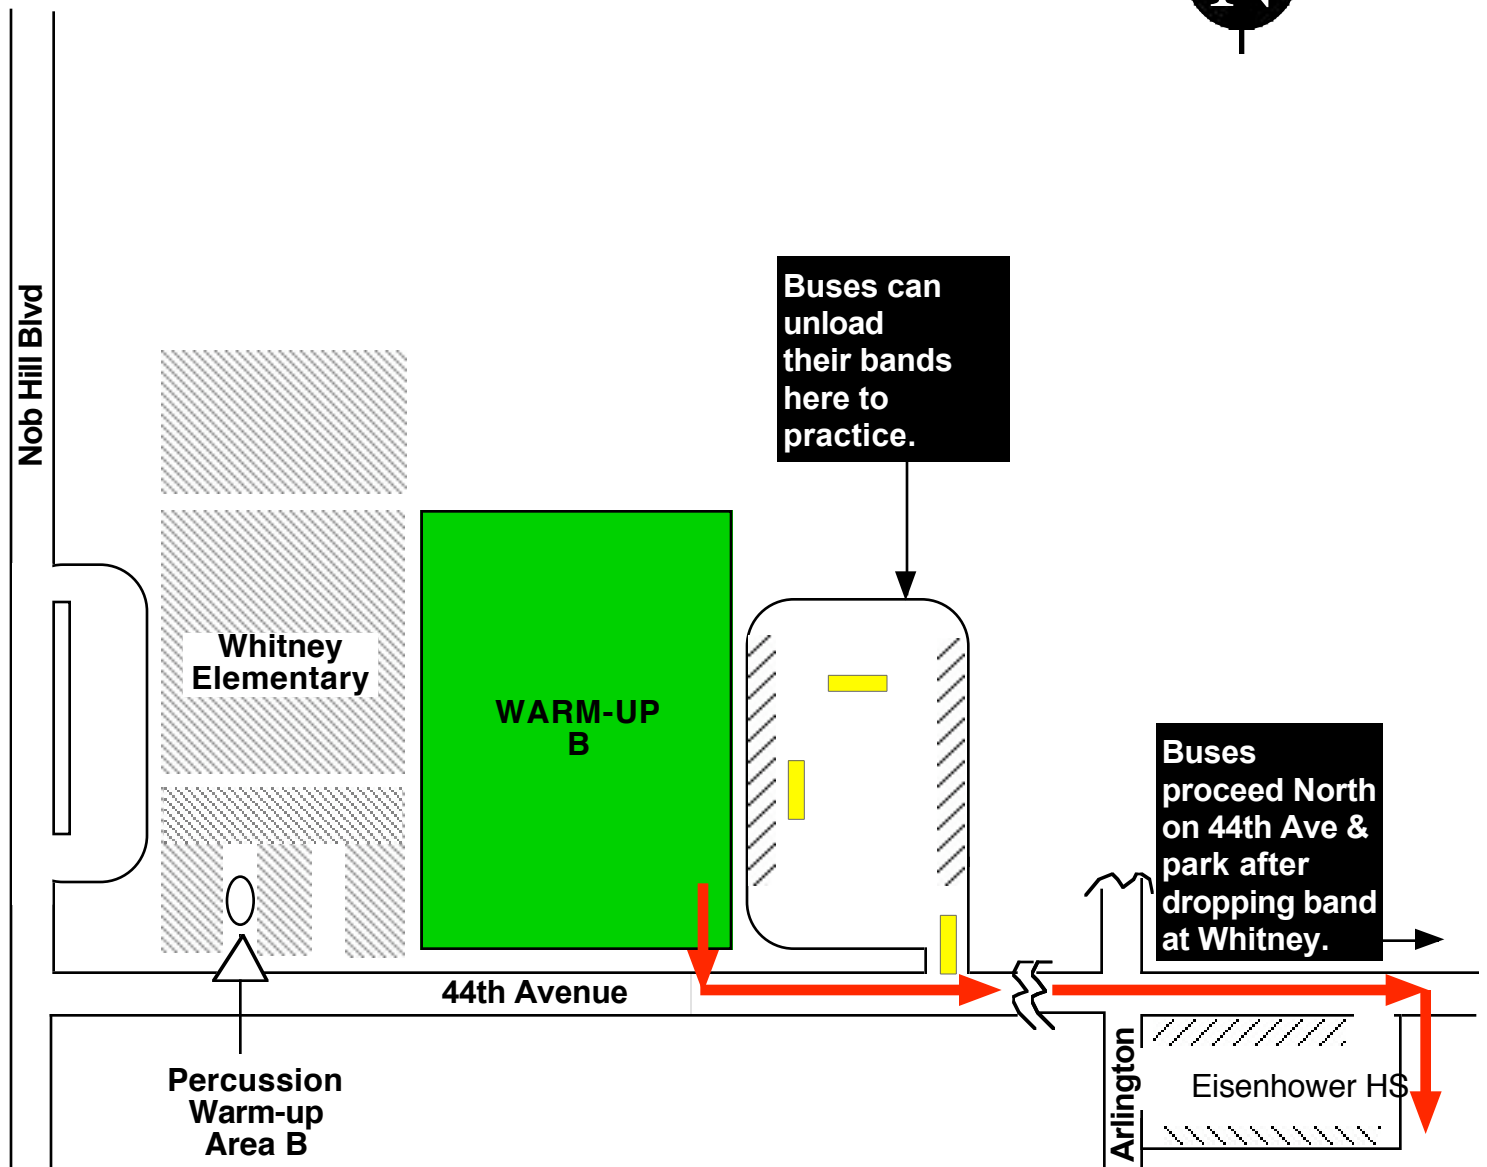 N
Buses can
unload
their bands
here to
practice.
Nob Hill Blvd
Whitney
Elementary
WARM-UP
B
Buses
proceed North
on 44th Ave &
park after
dropping band
at Whitney.
44th Avenue
Percussion
Warm-up
Area B
Arlington
Eisenhower HS